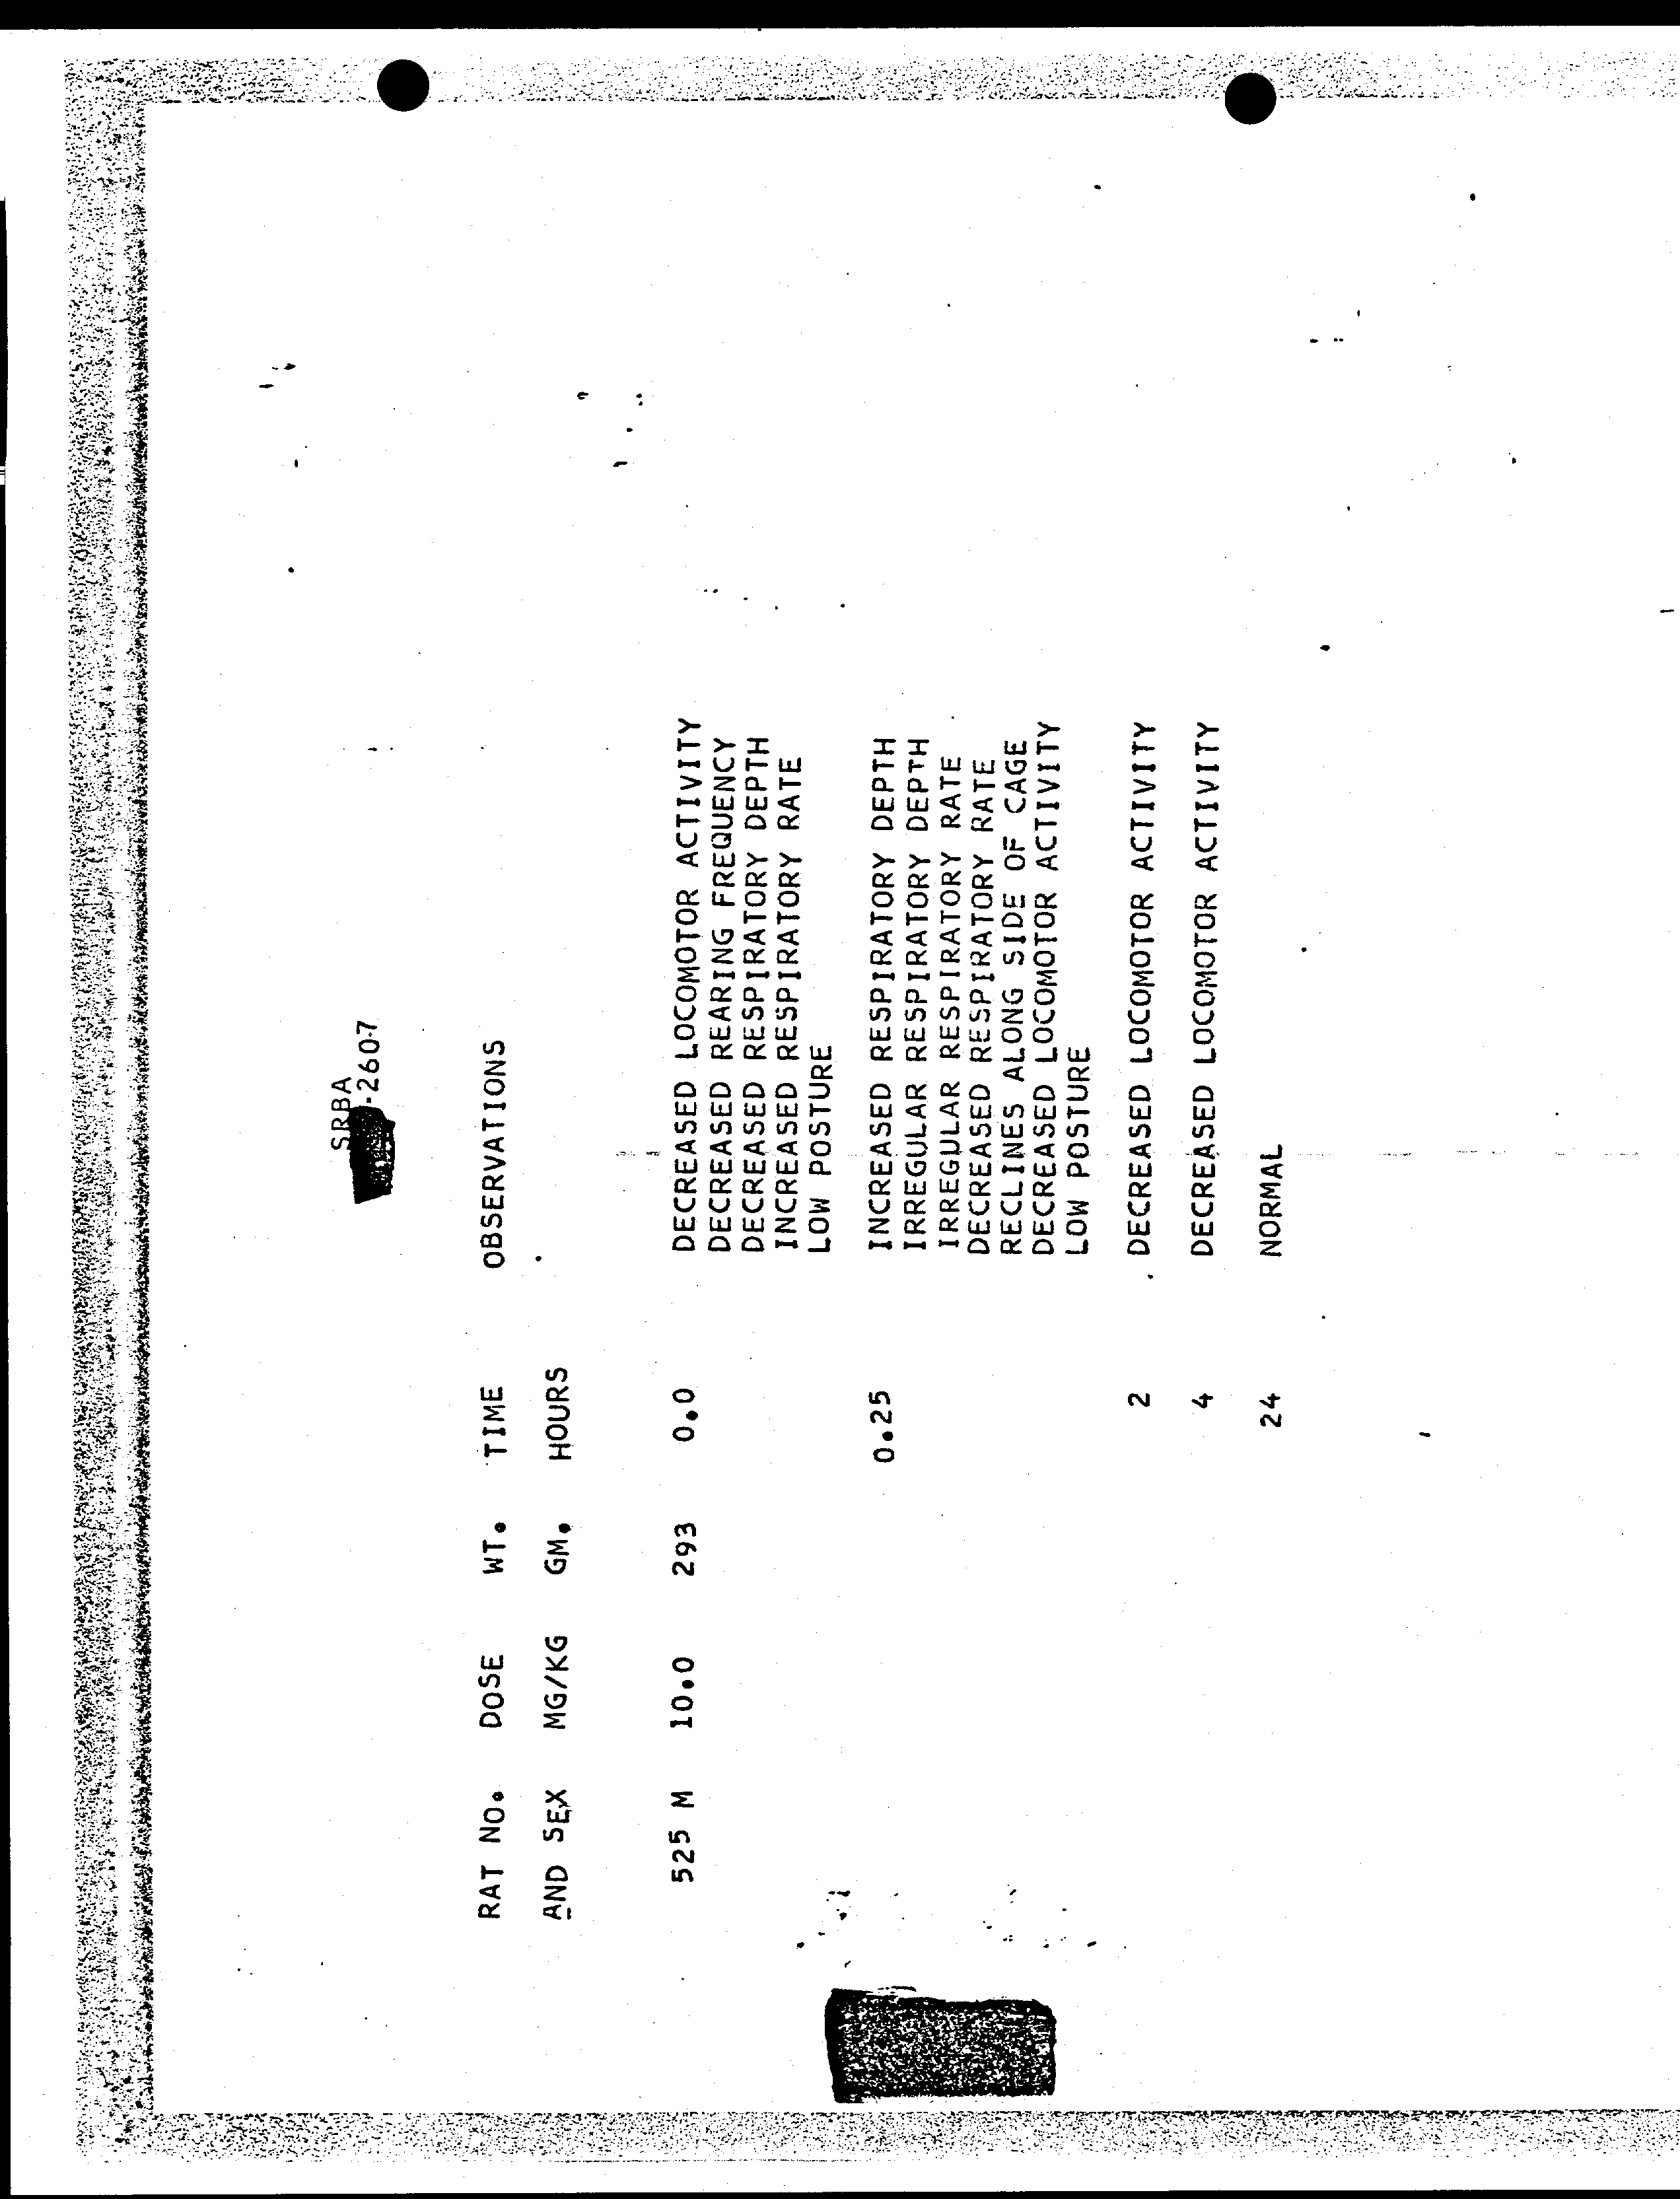 SRBA
-2607
RAT NO. DOSE WT. TIME OBSERVATIONS
AND SEX MG/KG GM. HOURS
525 M 10.0 293 0.0 DECREASED LOCOMOTOR ACTIVITY
DECREASED REARING FREQUENCY
DECREASED RESPIRATORY DEPTH
INCREASED RESPIRATORY RATE
LOW POSTURE
0.25 INCREASED RESPIRATORY DEPTH
IRREGULAR RESPIRATORY DEPTH
IRREGULAR RESPIRATORY RATE
DECREASED RESPIRATORY RATE
RECLINES ALONG SIDE OF CAGE
DECREASED LOCOMOTOR ACTIVITY
LOW POSTURE
2 DECREASED LOCOMOTOR ACTIVITY
4 DECREASED LOCOMOTOR ACTIVITY
24 NORMAL